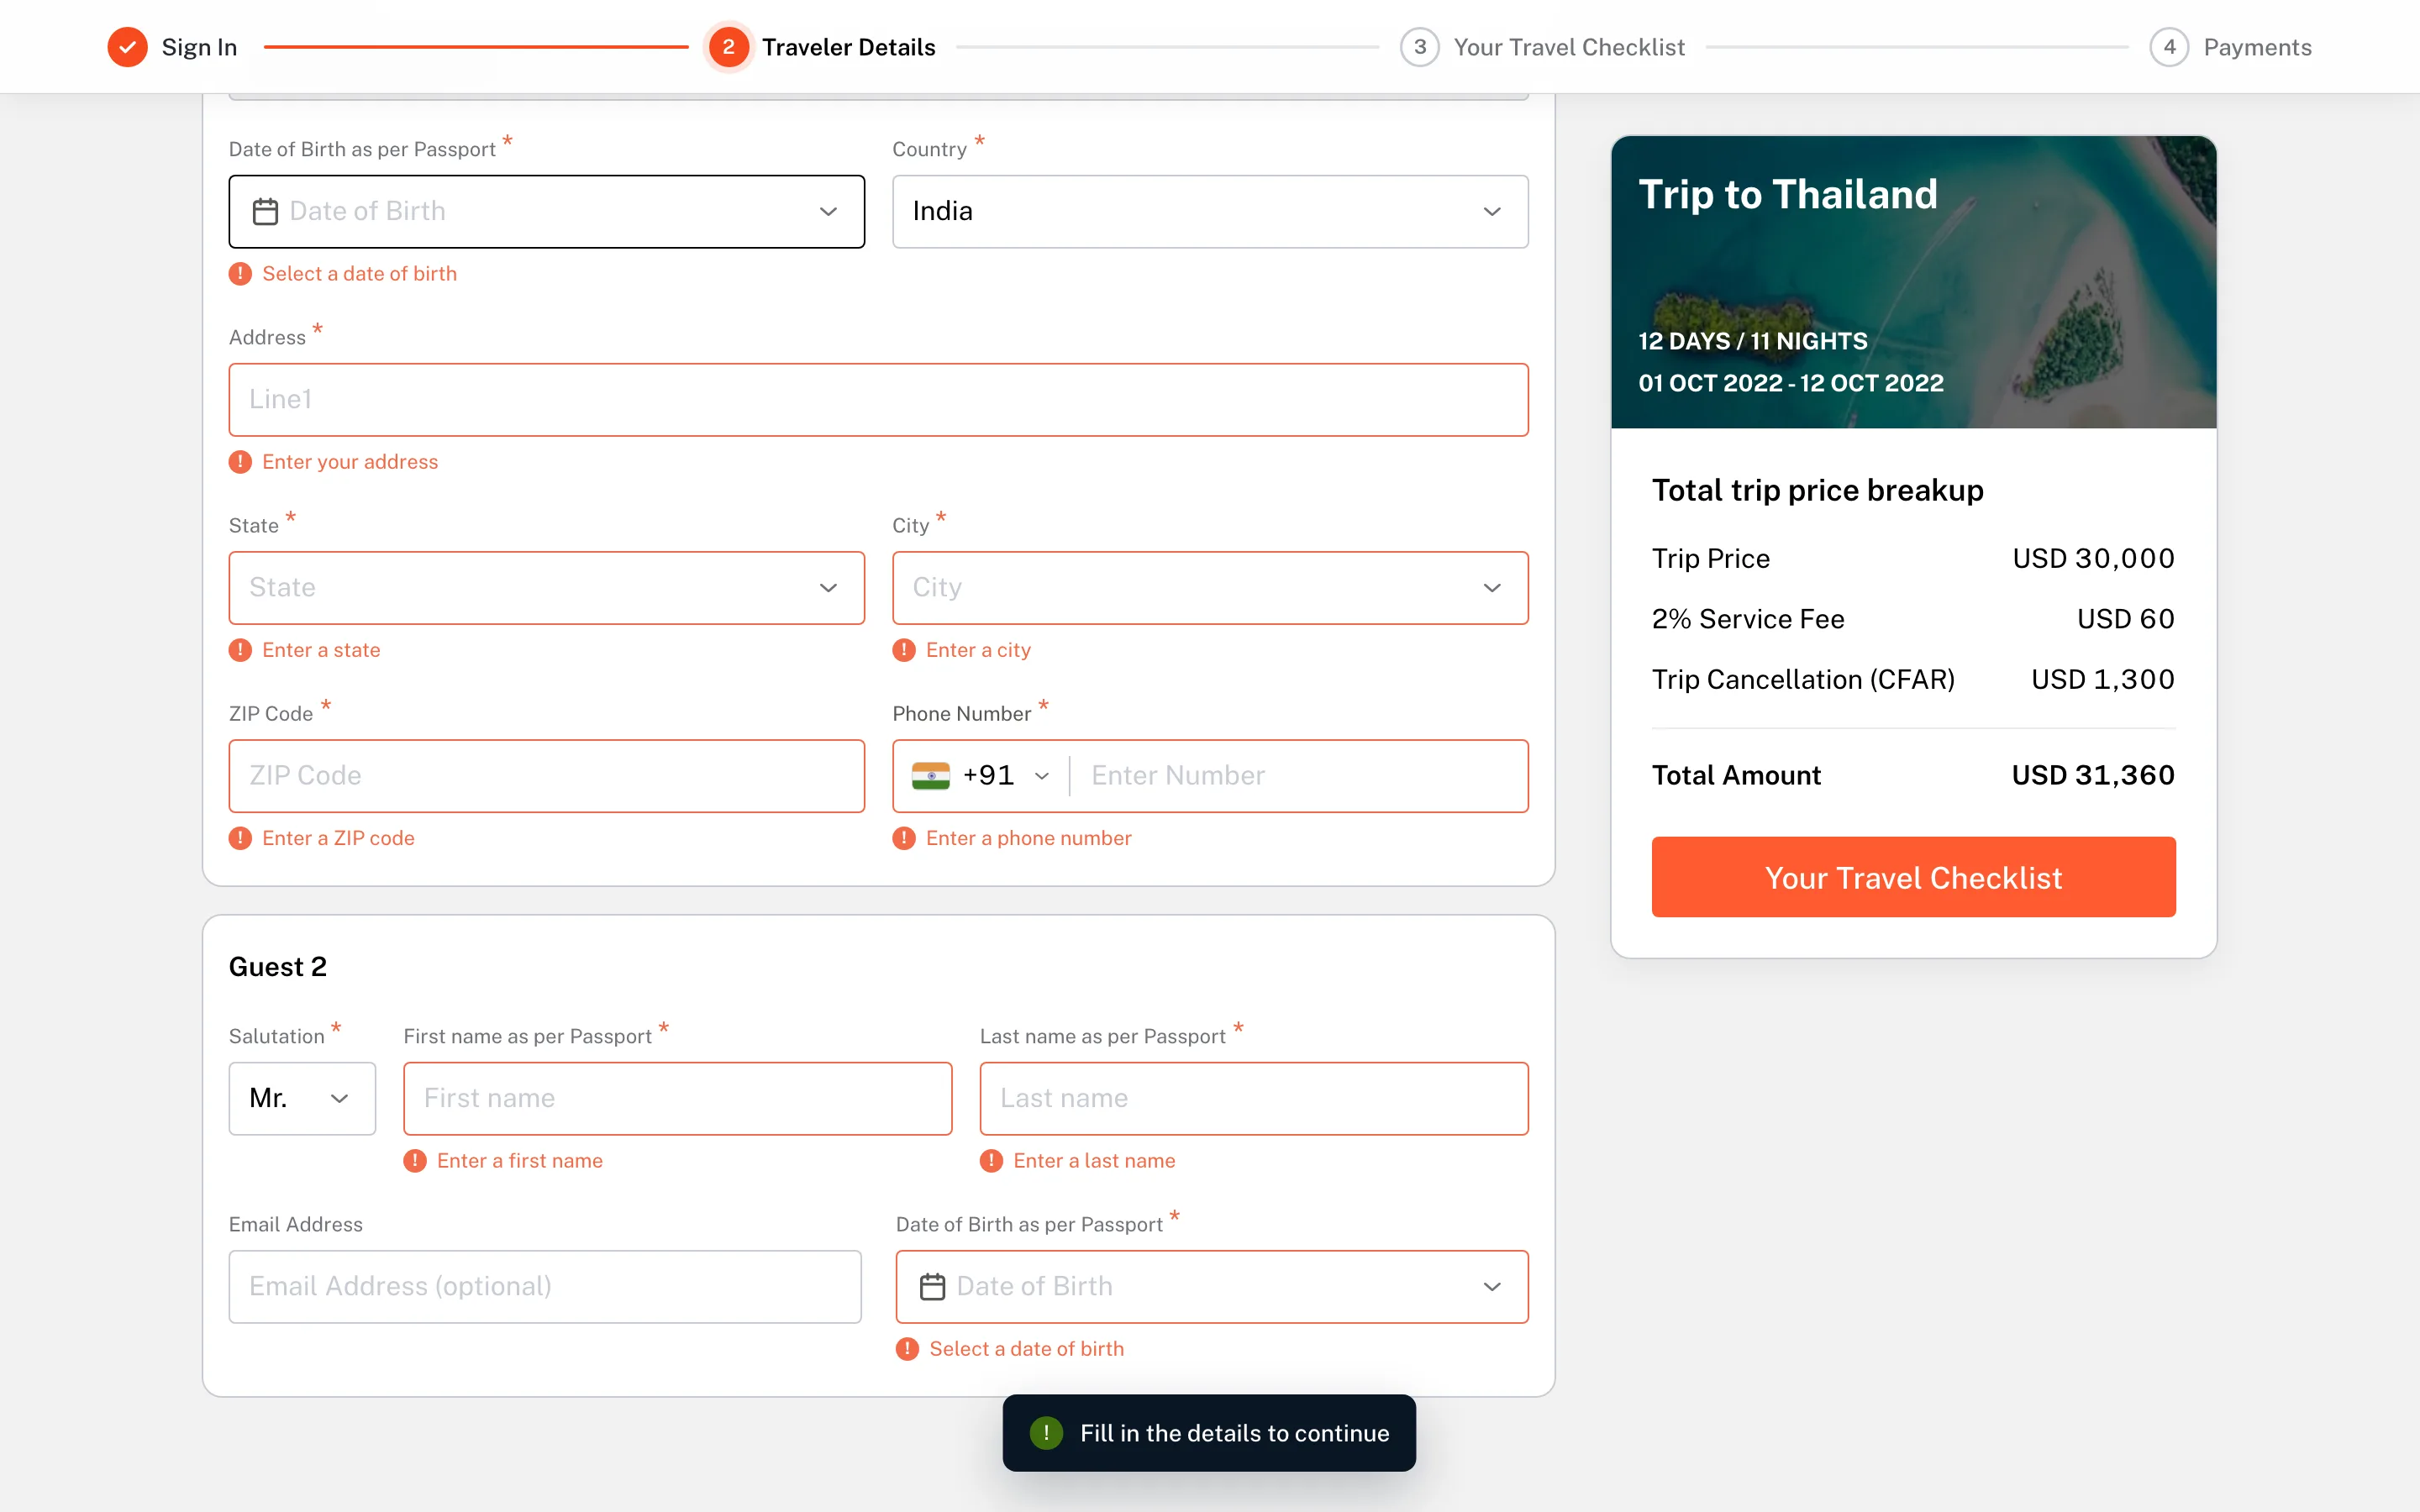 Sign In
2 Traveler Details
3 Your Travel Checklist
4 Payments
Date of Birth as per Passport *
Date of Birth
Select a date of birth
Country *
India
Address *
Line1
Enter your address
State *
State
Enter a state
City *
City
Enter a city
ZIP Code *
ZIP Code
Enter a ZIP code
Phone Number *
+91 Enter Number
Enter a phone number
Guest 2
Salutation *
Mr.
First name as per Passport *
First name
Enter a first name
Last name as per Passport *
Last name
Enter a last name
Email Address
Email Address (optional)
Date of Birth as per Passport *
Date of Birth
Select a date of birth
Trip to Thailand
12 DAYS / 11 NIGHTS
01 OCT 2022 - 12 OCT 2022
Total trip price breakup
Trip Price USD 30,000
2% Service Fee USD 60
Trip Cancellation (CFAR) USD 1,300
Total Amount USD 31,360
Your Travel Checklist
Fill in the details to continue